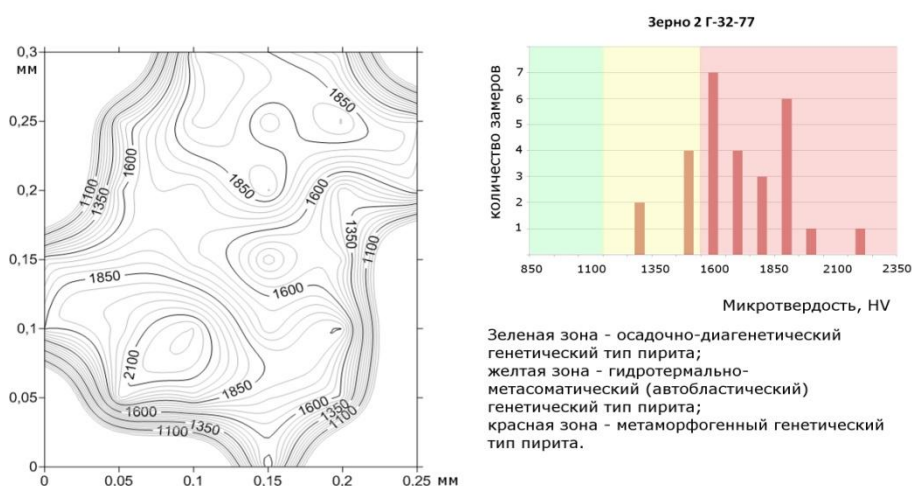 0,3
мм
0,25
0,2
0,15
0,1
0,05
0
0
0.05
0.1
0.15
0.2
0.25 мм
1850
1600
1100
1350
1850
1600
1350
1100
1850
1600
2100
1850
1600
1350
1100
1600
1350
1100
Зерно 2 Г-32-77
количество замеров
7
6
5
4
3
2
1
850 1100 1350 1600 1850 2100 2350
Микротвердость, HV
Зеленая зона - осадочно-диагенетический
генетический тип пирита;
желтая зона - гидротермально-
метасоматический (автобластический)
генетический тип пирита;
красная зона - метаморфогенный генетический
тип пирита.